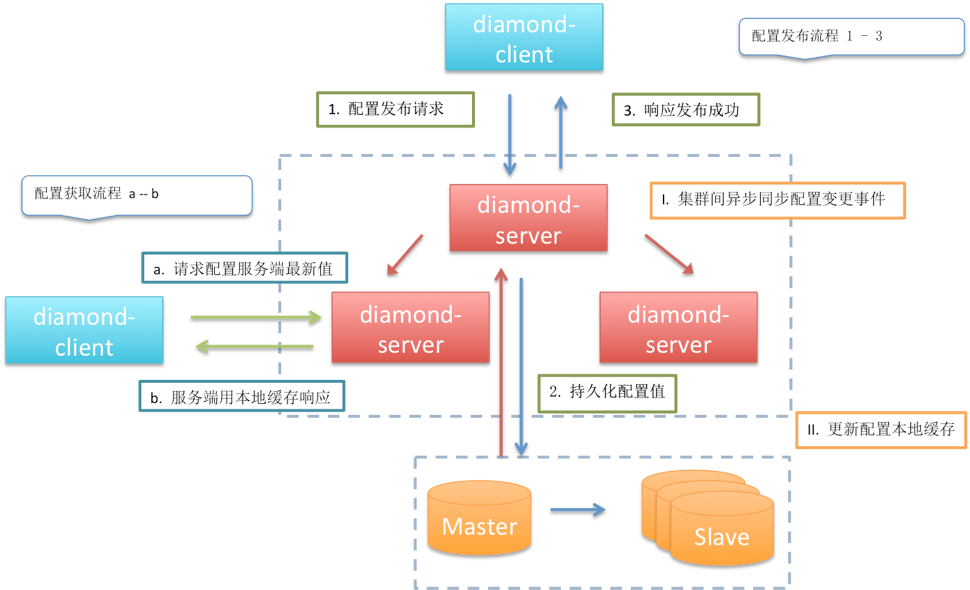 diamond-
client
配置发布流程 1 - 3
1. 配置发布请求
3. 响应发布成功
配置获取流程 a -- b
diamond-
server
I. 集群间异步同步配置变更事件
a. 请求配置服务端最新值
diamond-
client
diamond-
server
diamond-
server
b. 服务端用本地缓存响应
2. 持久化配置值
II. 更新配置本地缓存
Master
Slave